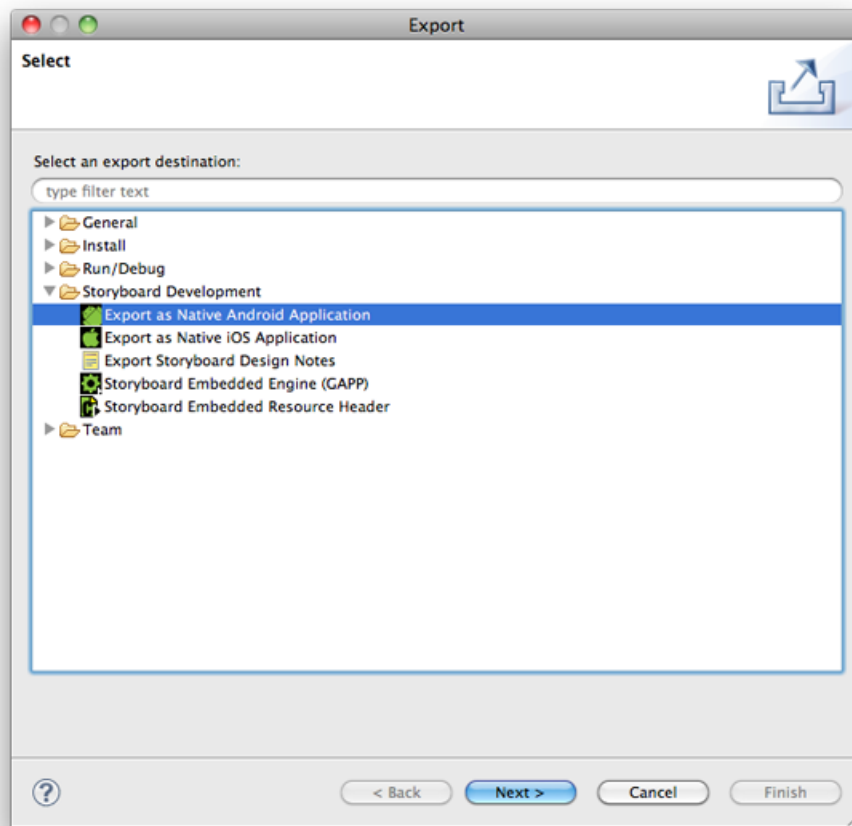 Export
Select
Select an export destination:
type filter text
General
Install
Run/Debug
Storyboard Development
Export as Native Android Application
Export as Native iOS Application
Export Storyboard Design Notes
Storyboard Embedded Engine (GAPP)
Storyboard Embedded Resource Header
Team
? < Back Next > Cancel Finish